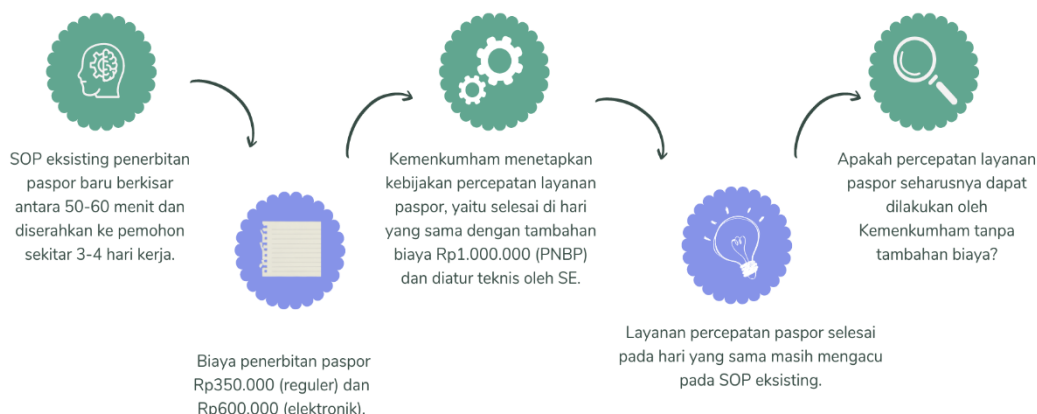 SOP eksisting penerbitan
paspor baru berkisar
antara 50-60 menit dan
diserahkan ke pemohon
sekitar 3-4 hari kerja.
Biaya penerbitan paspor
Rp350.000 (reguler) dan
Rp600.000 (elektronik).
Kemenkumham menetapkan
kebijakan percepatan layanan
paspor, yaitu selesai di hari
yang sama dengan tambahan
biaya Rp1.000.000 (PNBP)
dan diatur teknis oleh SE.
Layanan percepatan paspor selesai
pada hari yang sama masih mengacu
pada SOP eksisting.
Apakah percepatan layanan
paspor seharusnya dapat
dilakukan oleh
Kemenkumham tanpa
tambahan biaya?